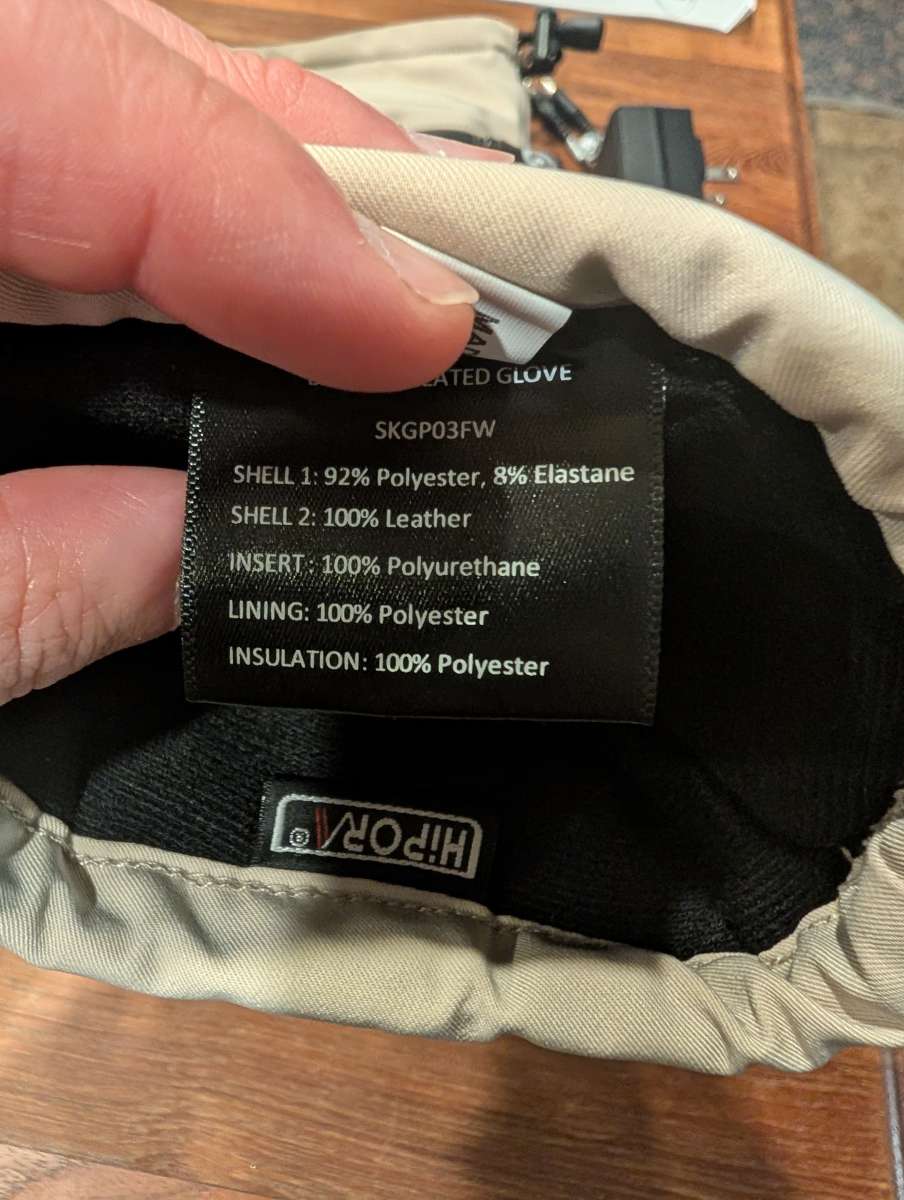 GLOVE
SKGP03FW
SHELL 1: 92% Polyester, 8% Elastane
SHELL 2: 100% Leather
INSERT : 100% Polyurethane
LINING: 100% Polyester
INSULATION: 100% Polyester
HiPORA®